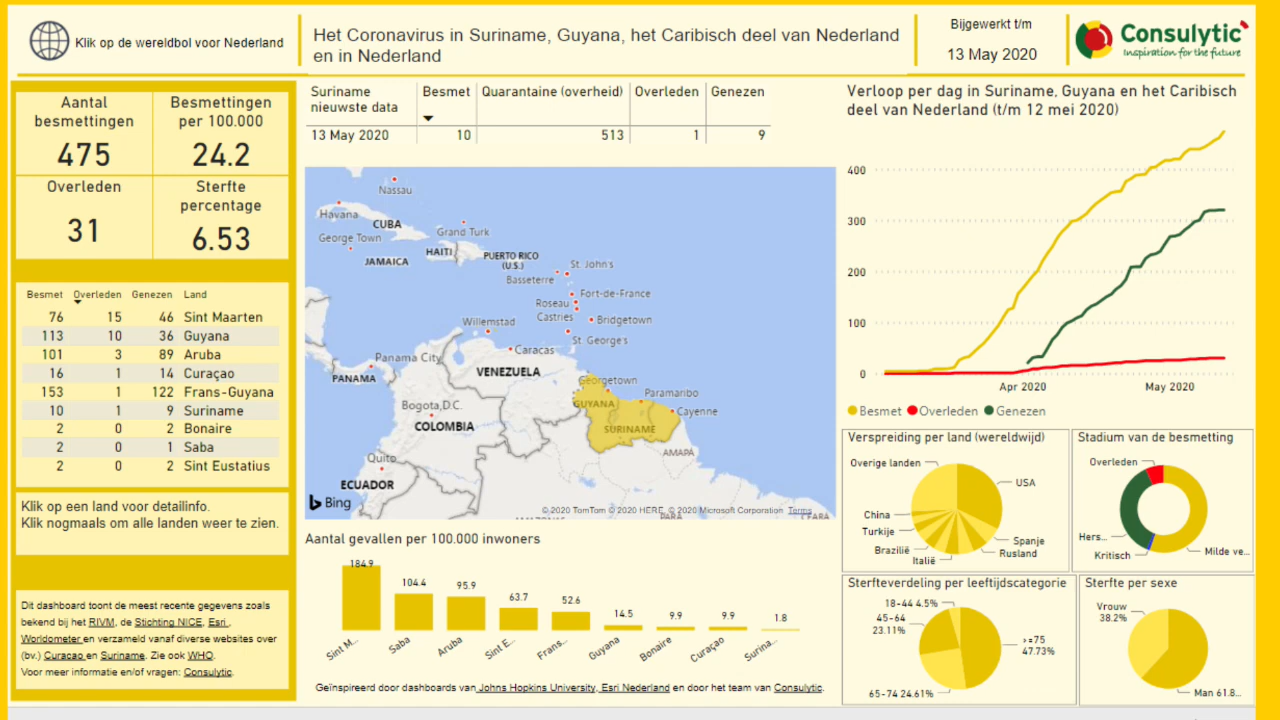 Klik op de wereldbol voor Nederland
Het Coronavirus in Suriname, Guyana, het Caribisch deel van Nederland
en in Nederland
Bijgewerkt t/m
13 May 2020
Consulytic
Inspiration for the future
Aantal
besmettingen
475
Besmettingen
per 100.000
24.2
Overleden
31
Sterfte
percentage
6.53
Besmet Overleden Genezen Land
76 15 46 Sint Maarten
113 10 36 Guyana
101 3 89 Aruba
16 1 14 Curaçao
153 1 122 Frans-Guyana
10 1 9 Suriname
2 0 2 Bonaire
2 0 1 Saba
2 0 2 Sint Eustatius
Klik op een land voor detailinfo.
Klik nogmaals om alle landen weer te zien.
Dit dashboard toont de meest recente gegevens zoals
bekend bij het RIVM, de Stichting NICE, Esri,
Worldometer en verzameld vanaf diverse websites over
(bv.) Curacao en Suriname. Zie ook WHO.
Voor meer informatie en/of vragen: Consulytic.
Suriname
nieuwste data
Besmet Quarantaine (overheid) Overleden Genezen
13 May 2020 10 513 1 9
Nassau
Havana
CUBA
George Town
Grand Turk
HAITI
JAMAICA
PUERTO RICO
(U.S.)
St. John's
Basseterre
Fort-de-France
Roseau
Castries
Bridgetown
Willemstad
St. George's
Caracas
Panama City
PANAMA
VENEZUELA
Georgetown
Paramaribo
GUYANA
Cayenne
Bogota,D.C.
COLOMBIA
SURINAME
AMAPÁ
Quito
ECUADOR
Bing
© 2020 TomTom © 2020 HERE, © 2020 Microsoft Corporation Terms
PARÁ
CEARÁ
Aantal gevallen per 100.000 inwoners
184.9
104.4
95.9
63.7
52.6
14.5
9.9
9.9
1.8
Sint M...
Saba
Aruba
Sint E...
Frans...
Guyana
Bonaire
Curaçao
Surina...
Geïnspireerd door dashboards van Johns Hopkins University, Esri Nederland en door het team van Consulytic.
Verloop per dag in Suriname, Guyana en het Caribisch
deel van Nederland (t/m 12 mei 2020)
400
300
200
100
0
Apr 2020
May 2020
Besmet Overleden Genezen
Verspreiding per land (wereldwijd)
Overige landen
USA
China
Turkije
Brazilië
Italië
Spanje
Rusland
Stadium van de besmetting
Overleden
Hers...
Kritisch
Milde ve...
Sterfteverdeling per leeftijdscategorie
18-44 4.5%
45-64
23.11%
>=75
47.73%
65-74 24.61%
Sterfte per sexe
Vrouw
38.2%
Man 61.8...